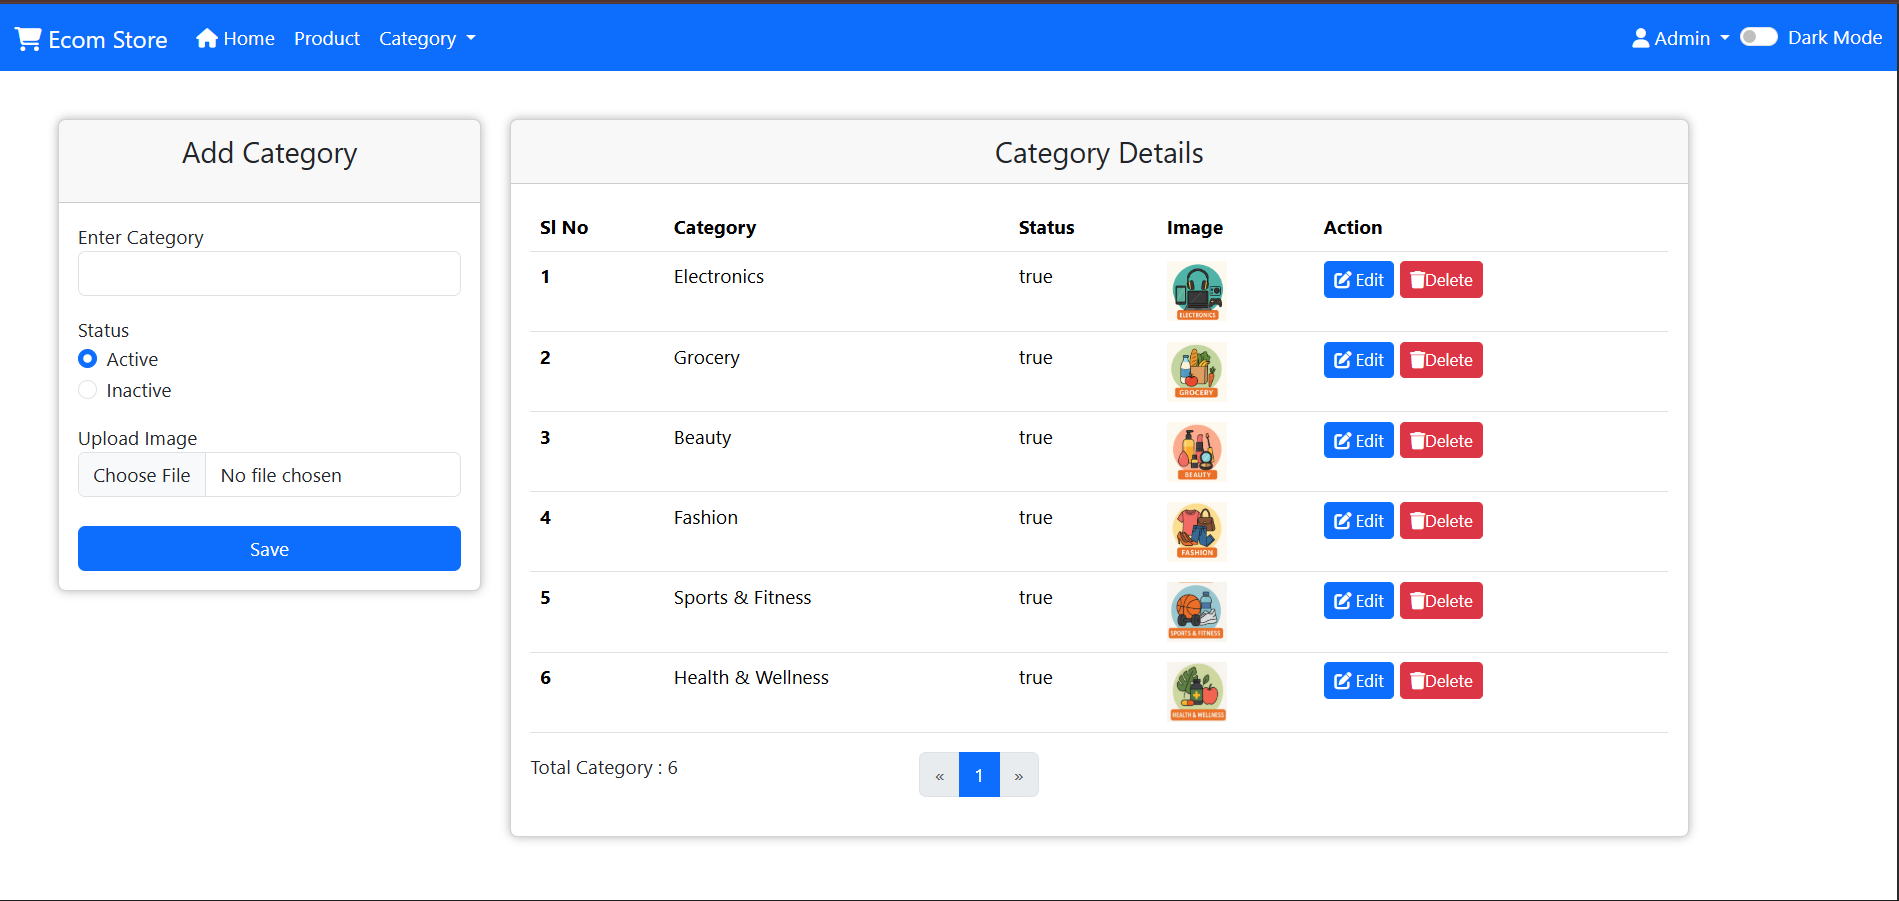 Ecom Store Home Product Category Admin Dark Mode
Add Category
Enter Category
Status
Active
Inactive
Upload Image
Choose File No file chosen
Save
Category Details
Sl No Category Status Image Action
1 Electronics true ELECTRONICS Edit Delete
2 Grocery true GROCERY Edit Delete
3 Beauty true BEAUTY Edit Delete
4 Fashion true FASHION Edit Delete
5 Sports & Fitness true SPORTS & FITNESS Edit Delete
6 Health & Wellness true HEALTH & WELLNESS Edit Delete
Total Category : 6 « 1 »